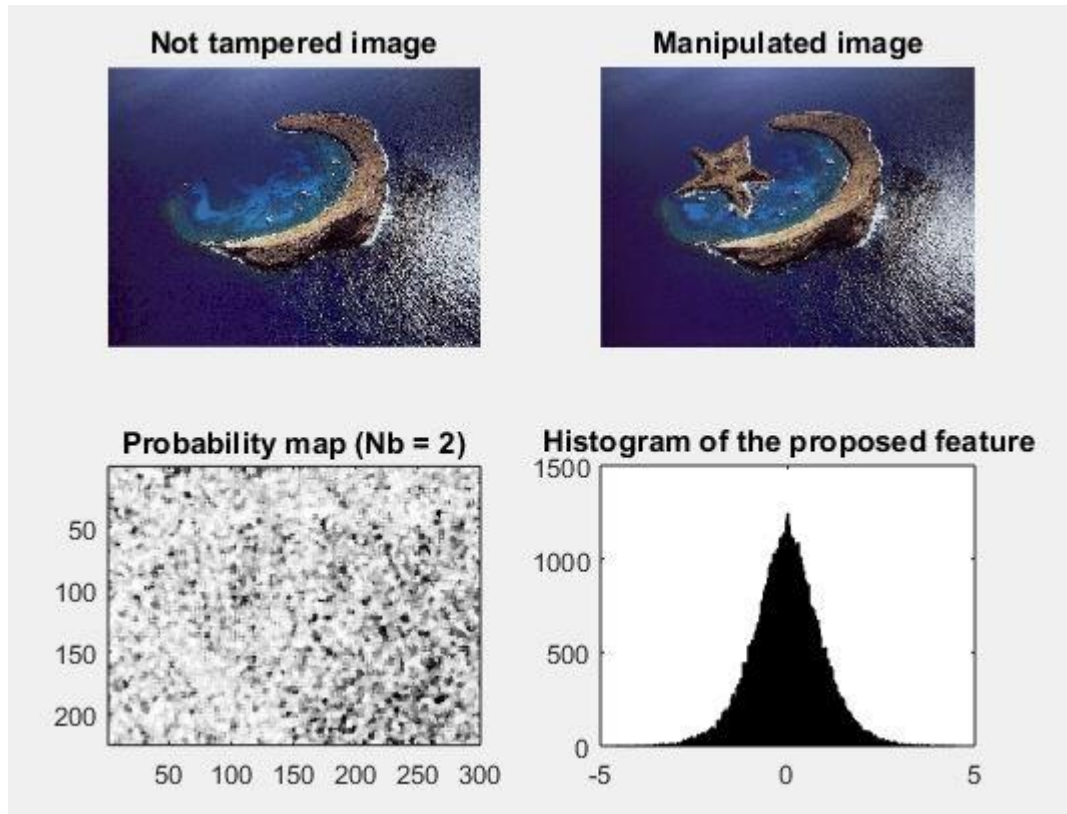 Not tampered image
Manipulated image
Probability map (Nb = 2)
50
100
150
200
50 100 150 200 250 300
Histogram of the proposed feature
1500
1000
500
0
-5 0 5